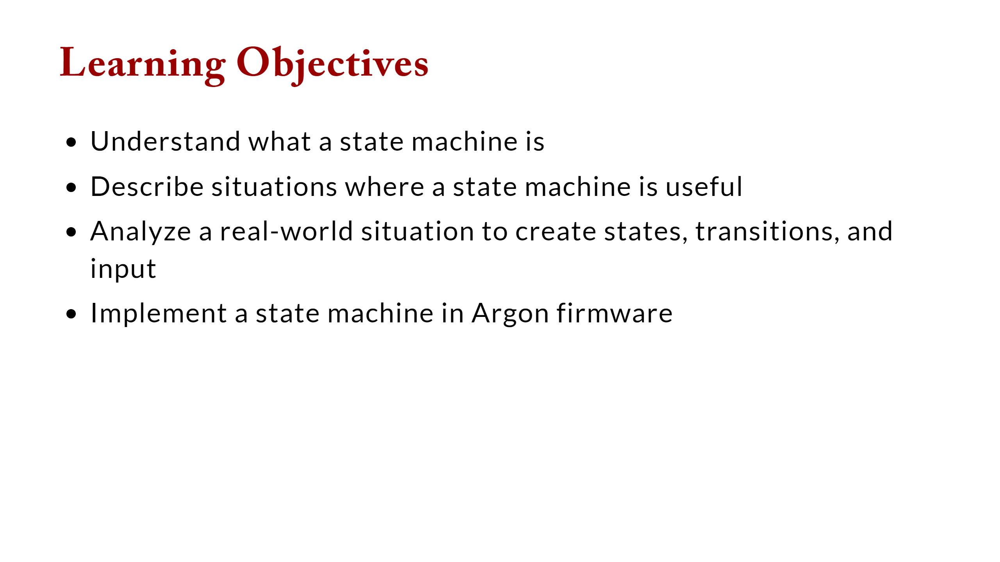 Learning Objectives
• Understand what a state machine is
• Describe situations where a state machine is useful
• Analyze a real-world situation to create states, transitions, and
input
• Implement a state machine in Argon firmware